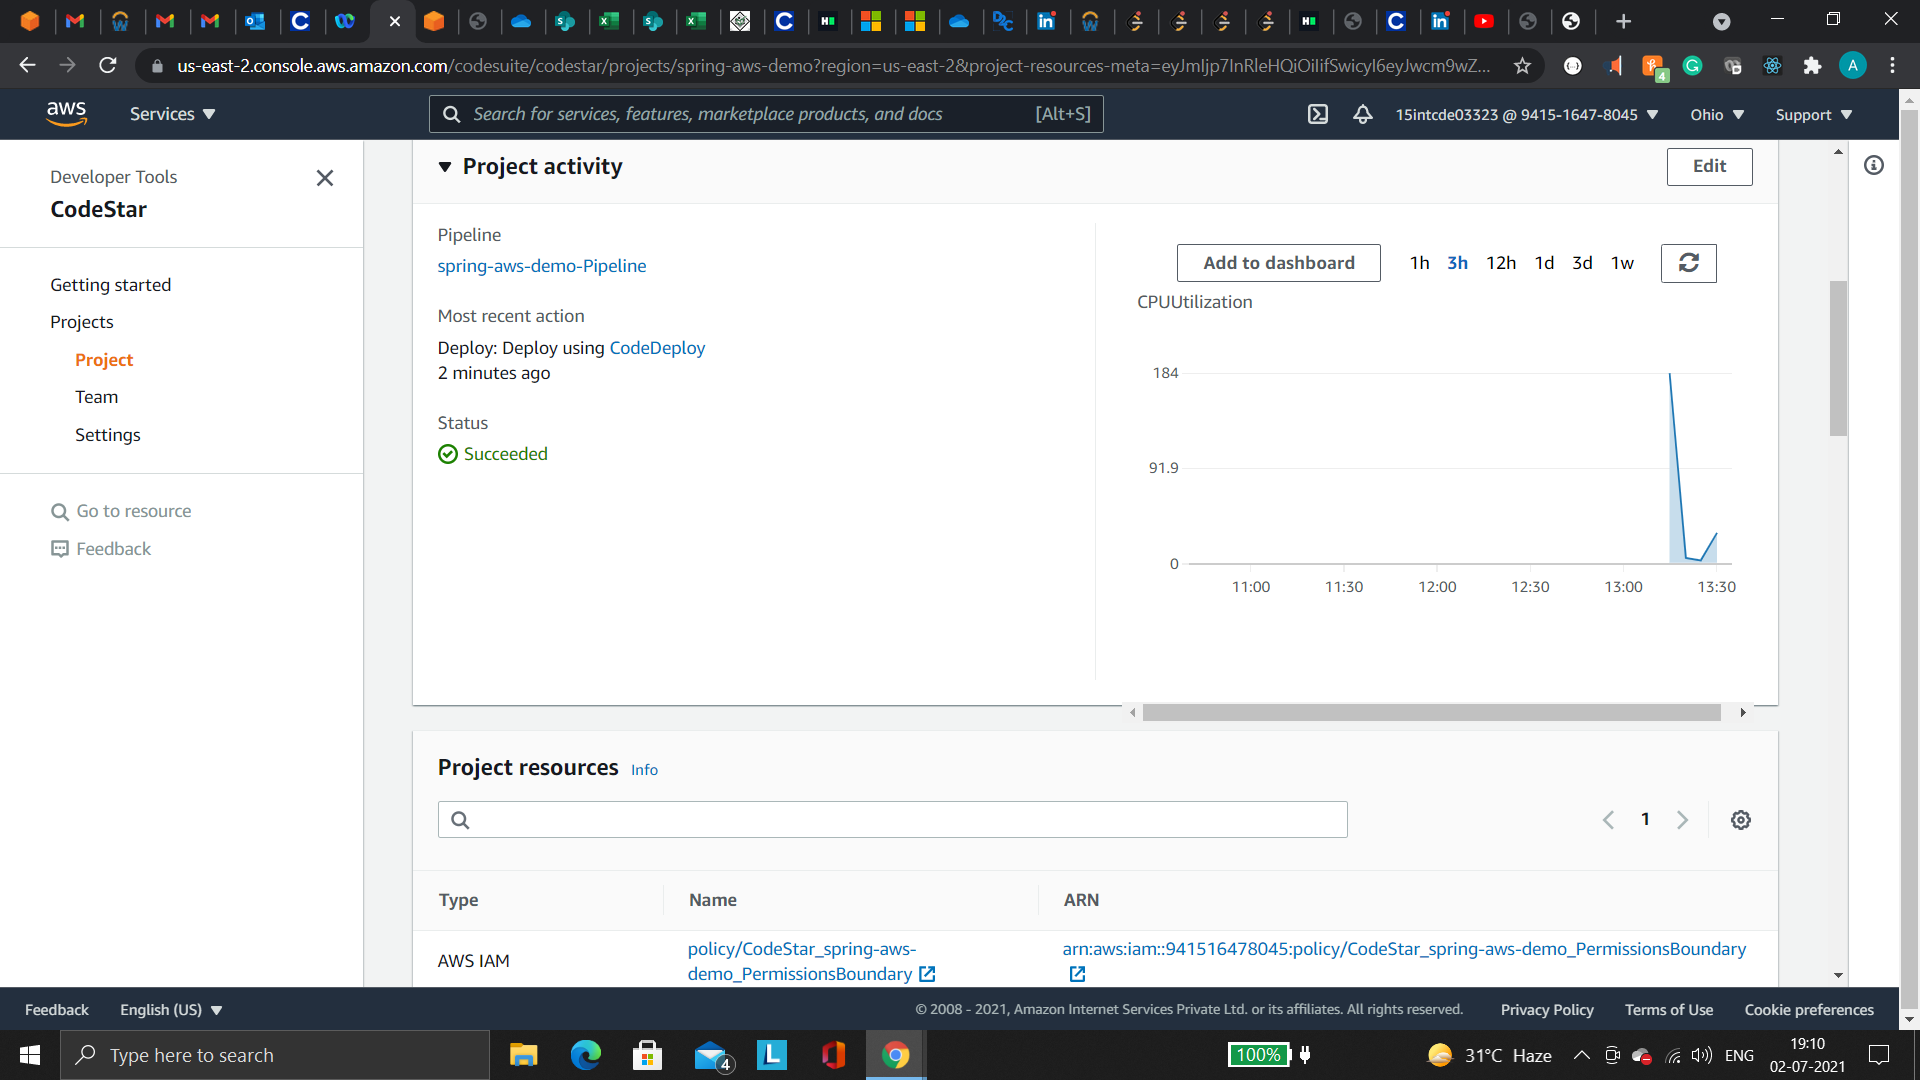 us-east-2.console.aws.amazon.com/codesuite/codestar/projects/spring-aws-demo?region=us-east-2&project-resources-meta=eyJmIjp7InRleHQiOiIifSwicyI6eyJwcm9wZ...
4
A
aws
Services
Search for services, features, marketplace products, and docs
[Alt+S]
15intcde03323 @ 9415-1647-8045
Ohio
Support
Developer Tools
CodeStar
Getting started
Projects
Project
Team
Settings
Go to resource
Feedback
Project activity
Edit
Pipeline
spring-aws-demo-Pipeline
Most recent action
Deploy: Deploy using CodeDeploy
2 minutes ago
Status
Succeeded
Add to dashboard
1h 3h 12h 1d 3d 1w
CPUUtilization
184
91.9
0
11:00 11:30 12:00 12:30 13:00 13:30
Project resources Info
1
Type Name ARN
AWS IAM
policy/CodeStar_spring-aws-
demo_PermissionsBoundary
arn:aws:iam::941516478045:policy/CodeStar_spring-aws-demo_PermissionsBoundary
Feedback English (US)
© 2008 - 2021, Amazon Internet Services Private Ltd. or its affiliates. All rights reserved. Privacy Policy Terms of Use Cookie preferences
Type here to search
4
L
100%
31°C Haze
ENG
19:10
02-07-2021